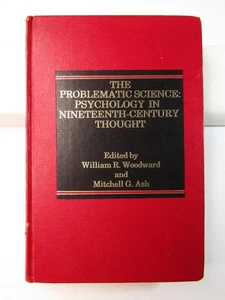 THE
PROBLEMATIC SCIENCE:
PSYCHOLOGY IN
NINETEENTH-CENTURY
THOUGHT
Edited by
William R. Woodward
and
Mitchell G. Ash